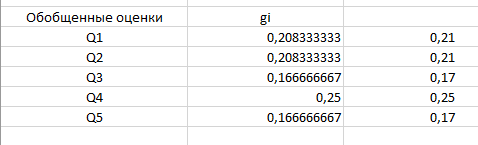 Обобщенные оценки gi
Q1 0,208333333 0,21
Q2 0,208333333 0,21
Q3 0,166666667 0,17
Q4 0,25 0,25
Q5 0,166666667 0,17